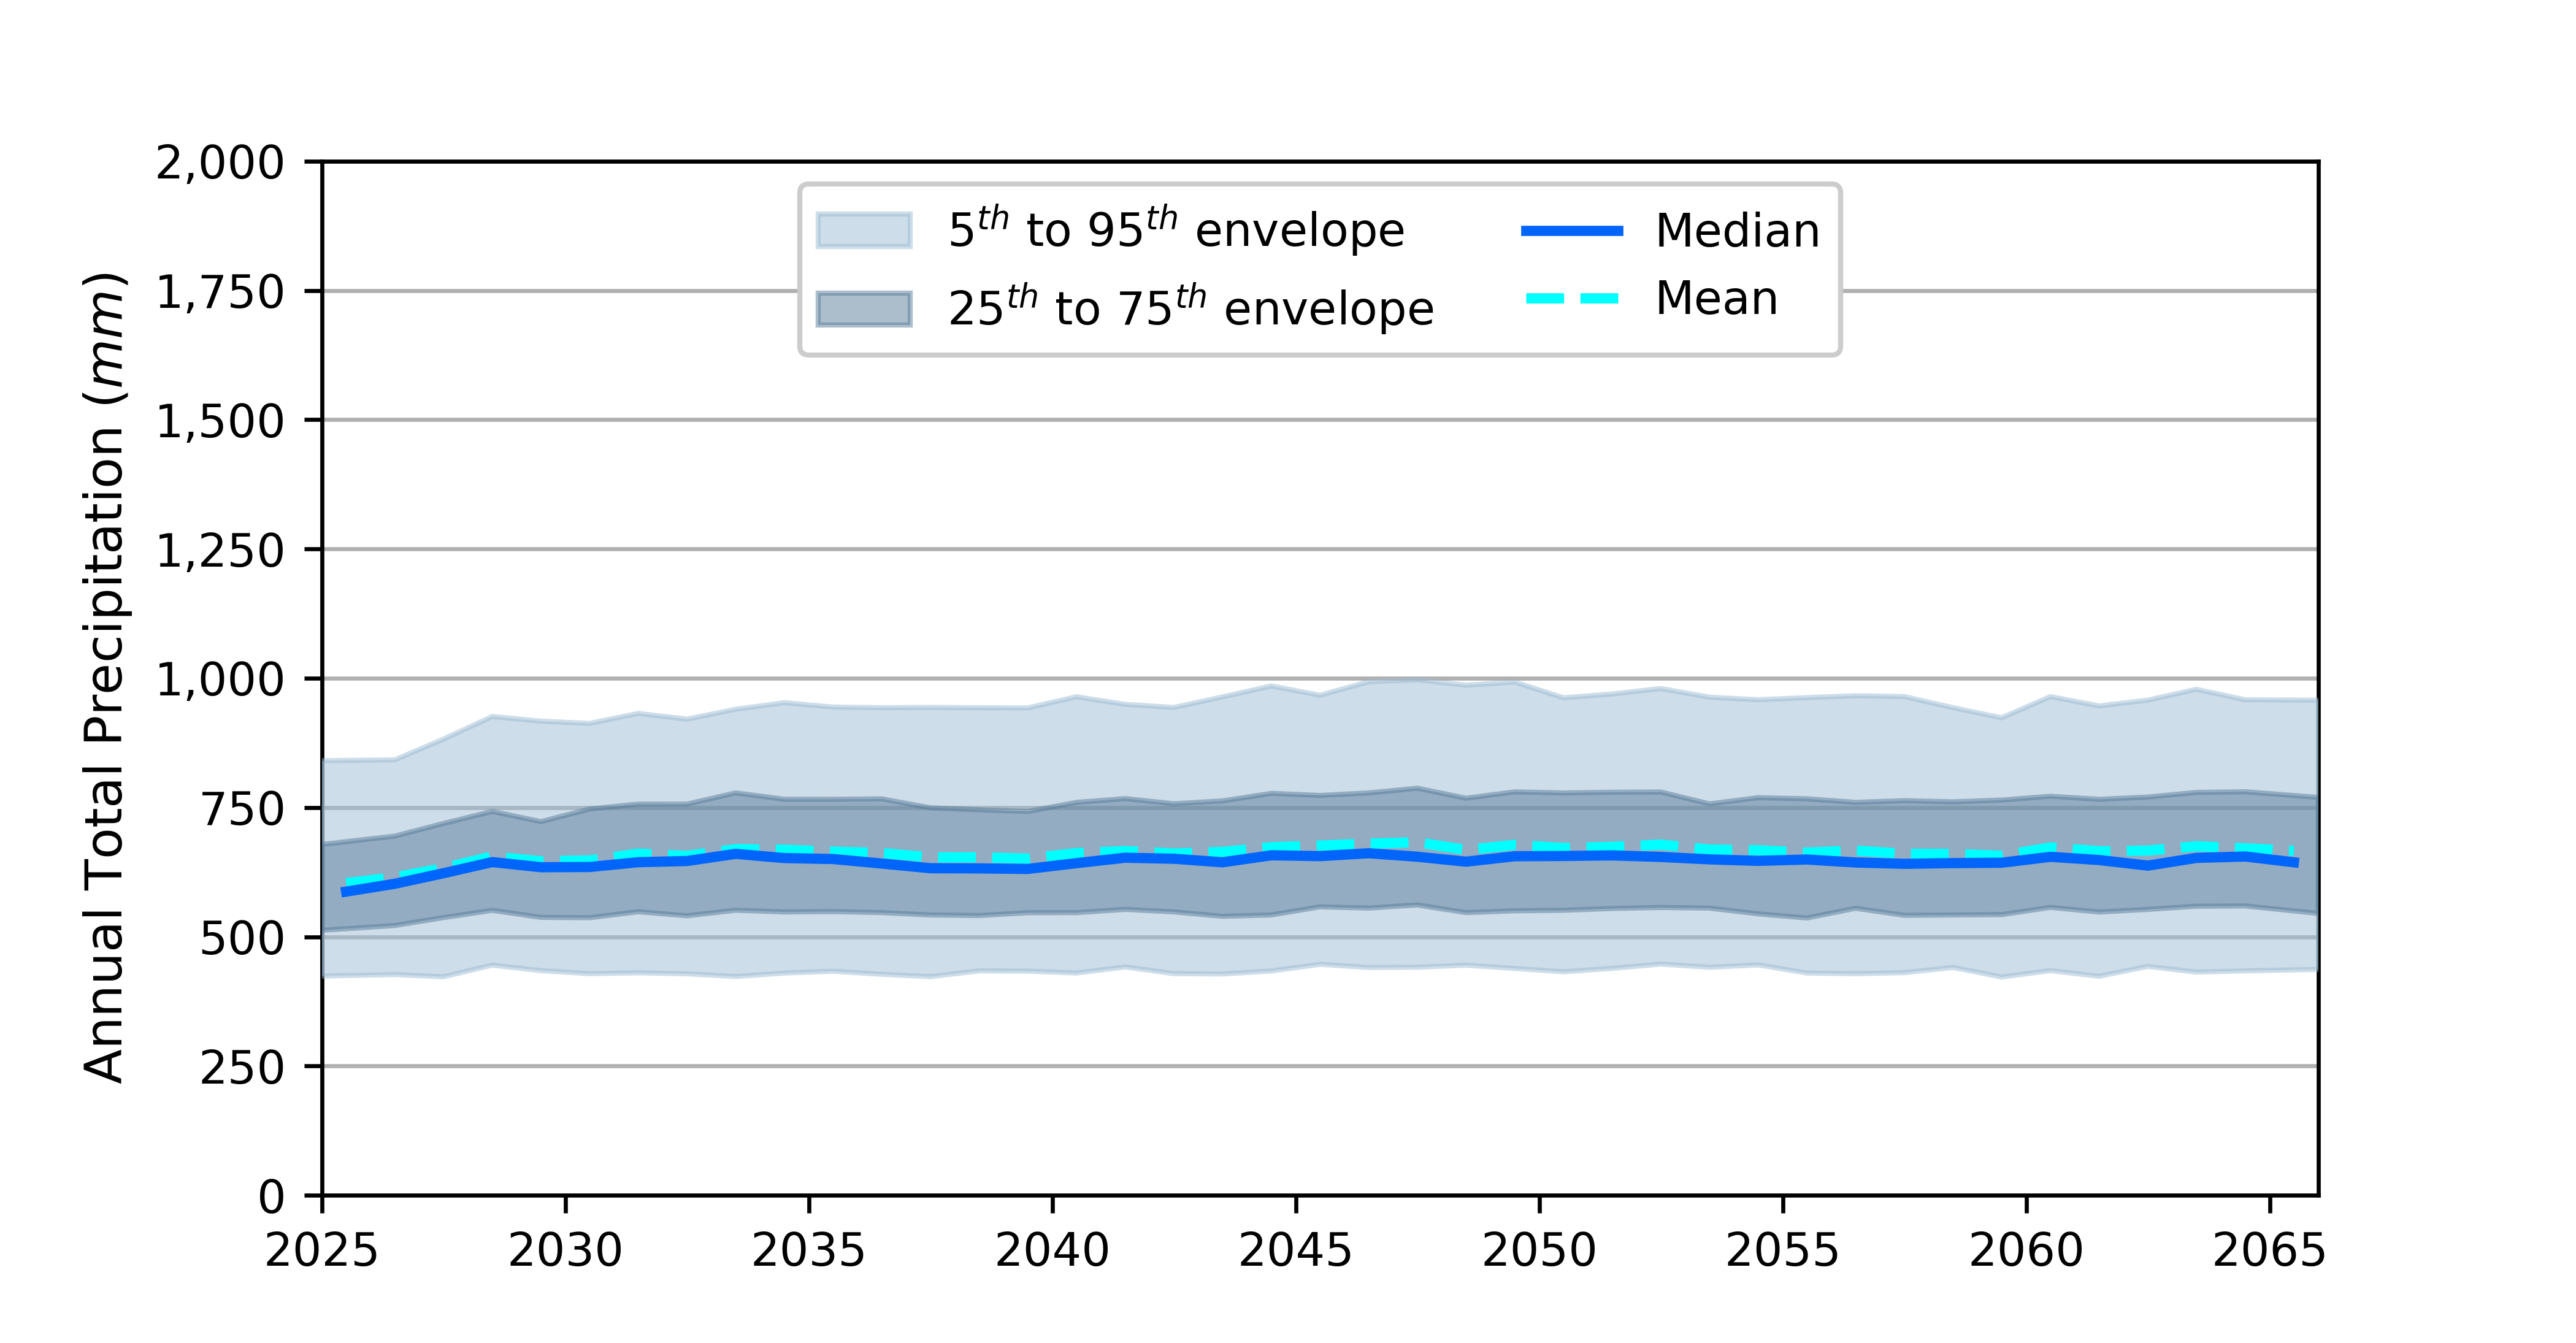 2,000
1,750
1,500
1,250
1,000
750
500
250
0
Annual Total Precipitation (mm)
5th to 95th envelope
25th to 75th envelope
Median
Mean
2025 2030 2035 2040 2045 2050 2055 2060 2065